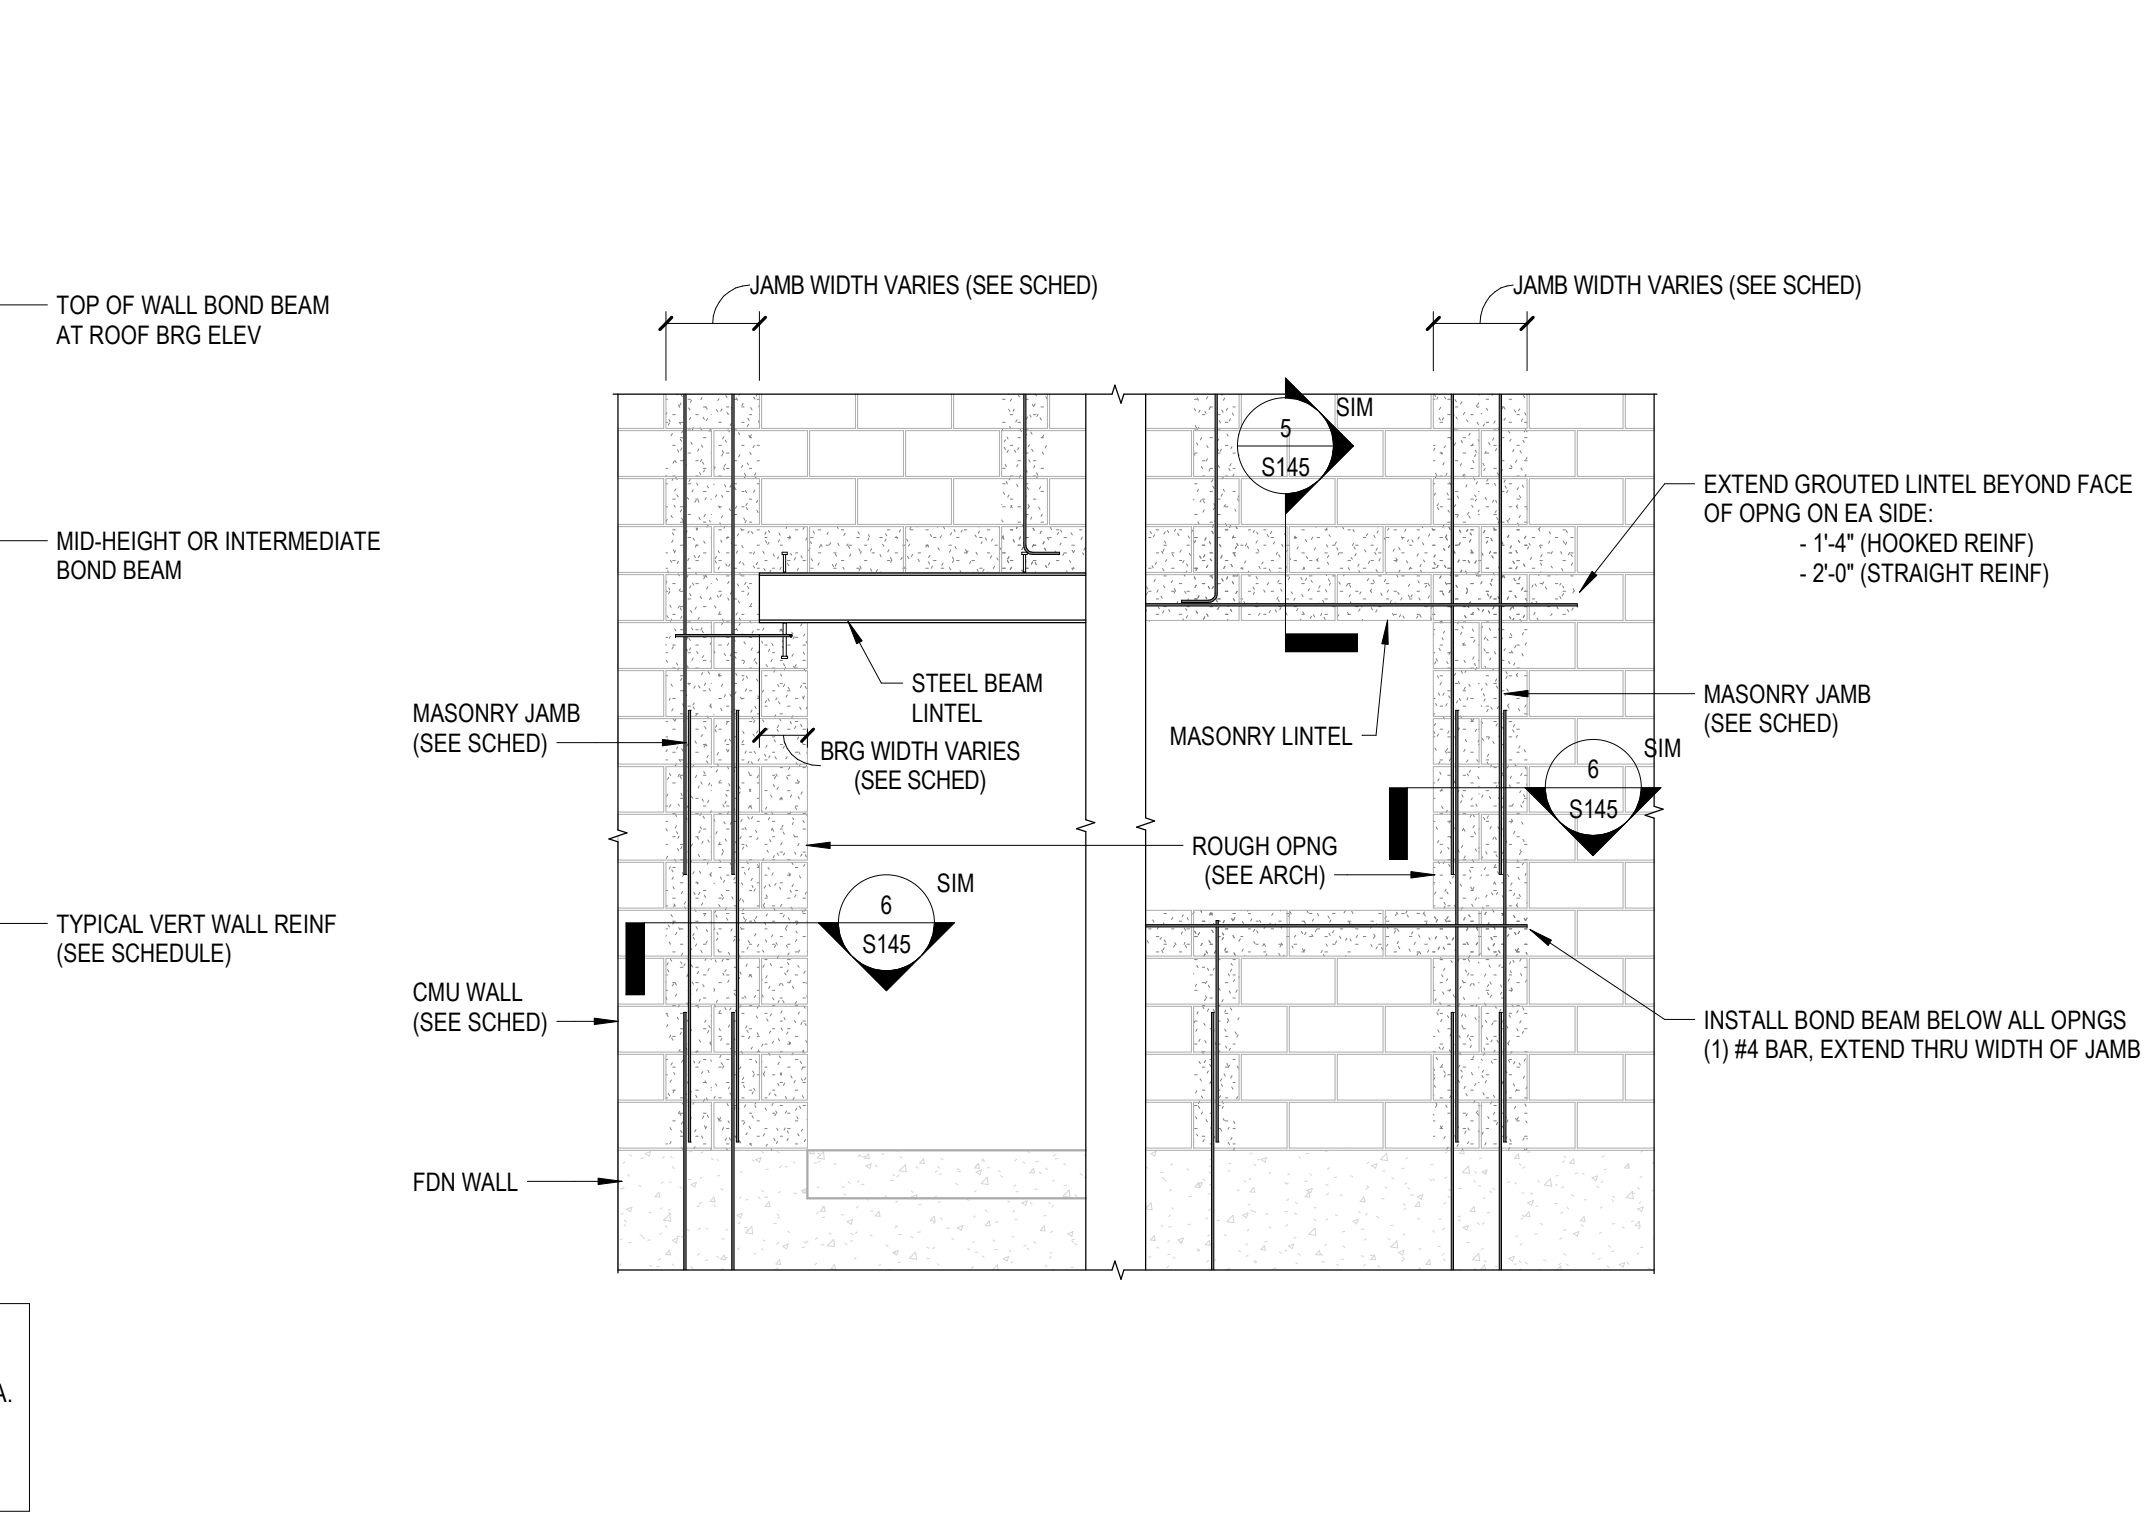 TOP OF WALL BOND BEAM
AT ROOF BRG ELEV
MID-HEIGHT OR INTERMEDIATE
BOND BEAM
TYPICAL VERT WALL REINF
(SEE SCHEDULE)
A.
JAMB WIDTH VARIES (SEE SCHED)
JAMB WIDTH VARIES (SEE SCHED)
5
S145
SIM
EXTEND GROUTED LINTEL BEYOND FACE
OF OPNG ON EA SIDE:
- 1'-4" (HOOKED REINF)
- 2'-0" (STRAIGHT REINF)
STEEL BEAM
LINTEL
MASONRY JAMB
(SEE SCHED)
BRG WIDTH VARIES
(SEE SCHED)
MASONRY LINTEL
MASONRY JAMB
(SEE SCHED)
6
S145
SIM
ROUGH OPNG
(SEE ARCH)
6
S145
SIM
CMU WALL
(SEE SCHED)
INSTALL BOND BEAM BELOW ALL OPNGS
(1) #4 BAR, EXTEND THRU WIDTH OF JAMB
FDN WALL